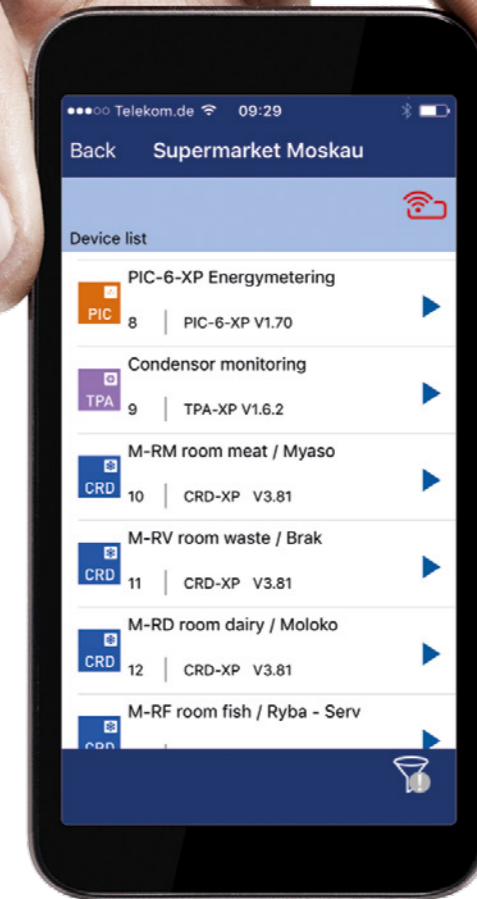 Telekom.de 09:29
Back Supermarket Moskau
Device list
PIC-6-XP Energymetering
PIC
8 | PIC-6-XP V1.70
Condensor monitoring
TPA
9 | TPA-XP V1.6.2
M-RM room meat / Myaso
CRD
10 | CRD-XP V3.81
M-RV room waste / Brak
CRD
11 | CRD-XP V3.81
M-RD room dairy / Moloko
CRD
12 | CRD-XP V3.81
M-RF room fish / Ryba - Serv
CRD